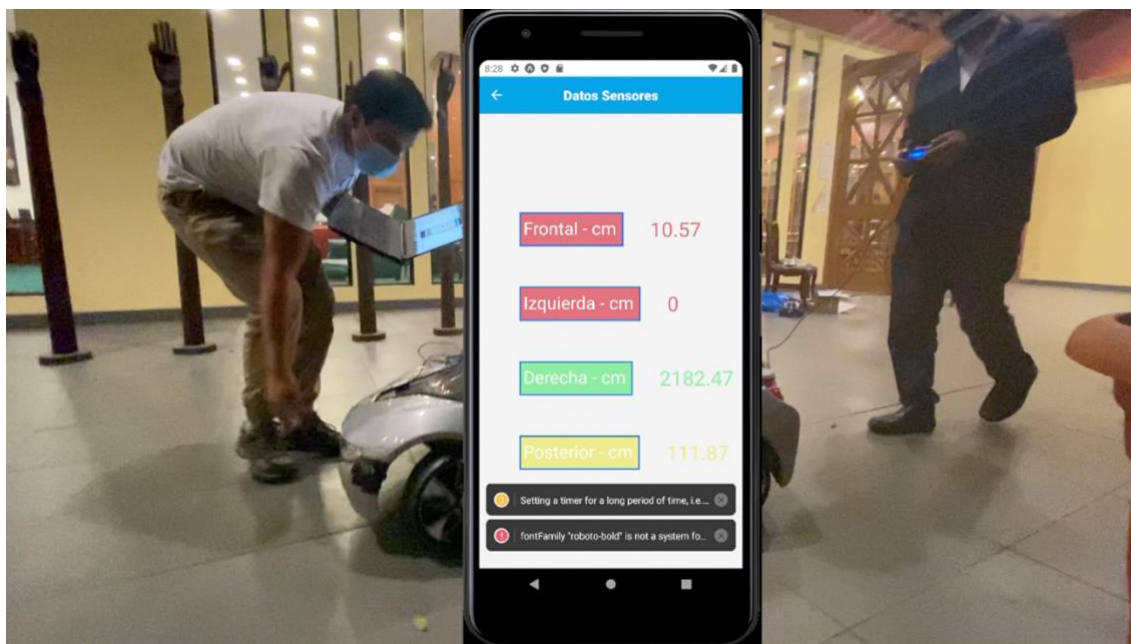 8:28
Datos Sensores
Frontal - cm 10.57
Izquierda - cm 0
Derecha - cm 2182.47
Posterior - cm 111.87
Setting a timer for a long period of time, i.e....
fontFamily "roboto-bold" is not a system fo...